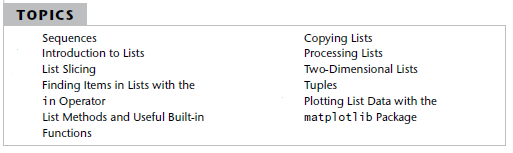 TOPICS
Sequences
Introduction to Lists
List Slicing
Finding Items in Lists with the
in Operator
List Methods and Useful Built-in
Functions
Copying Lists
Processing Lists
Two-Dimensional Lists
Tuples
Plotting List Data with the
matplotlib Package